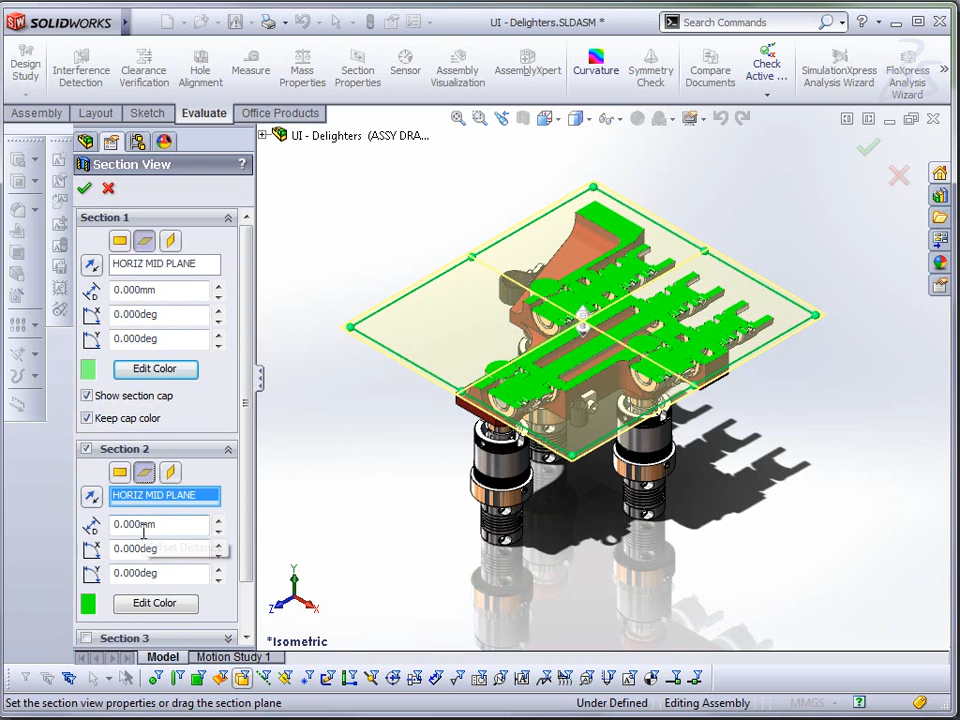 SOLIDWORKS
UI - Delighters.SLDASM *
Search Commands
Design Study
Interference Detection
Clearance Verification
Hole Alignment
Measure
Mass Properties
Section Properties
Sensor
Assembly Visualization
AssemblyXpert
Curvature
Symmetry Check
Compare Documents
Check Active ...
SimulationXpress Analysis Wizard
FloXpress Analysis Wizard
Assembly
Layout
Sketch
Evaluate
Office Products
UI - Delighters (ASSY DRA...
Section View
?
Section 1
HORIZ MID PLANE
0.000mm
0.000deg
0.000deg
Edit Color
Show section cap
Keep cap color
Section 2
HORIZ MID PLANE
0.000mm
0.000deg
0.000deg
Edit Color
Section 3
Y
Z
X
*Isometric
Model
Motion Study 1
Set the section view properties or drag the section plane
Under Defined
Editing Assembly
MMGS
?